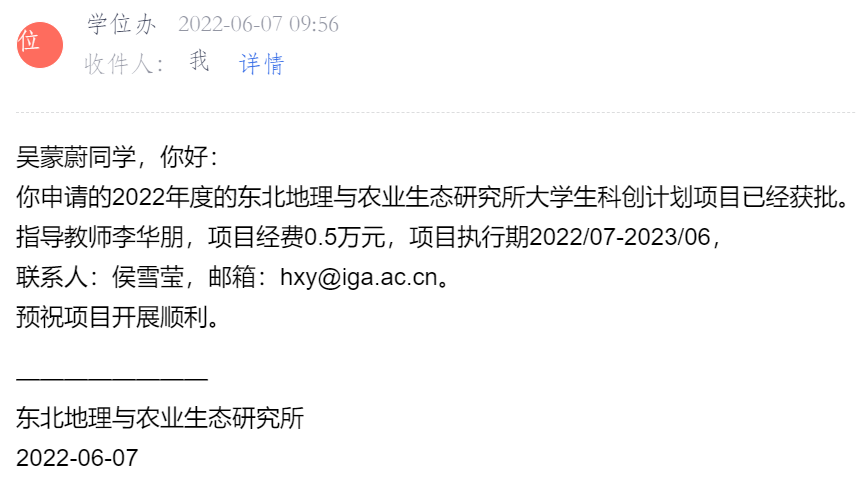 位
学位办 2022-06-07 09:56
收件人： 我 详情
吴蒙蔚同学，你好：
你申请的2022年度的东北地理与农业生态研究所大学生科创计划项目已经获批。
指导教师李华朋，项目经费0.5万元，项目执行期2022/07-2023/06，
联系人：侯雪莹，邮箱：hxy@iga.ac.cn。
预祝项目开展顺利。
————————
东北地理与农业生态研究所
2022-06-07